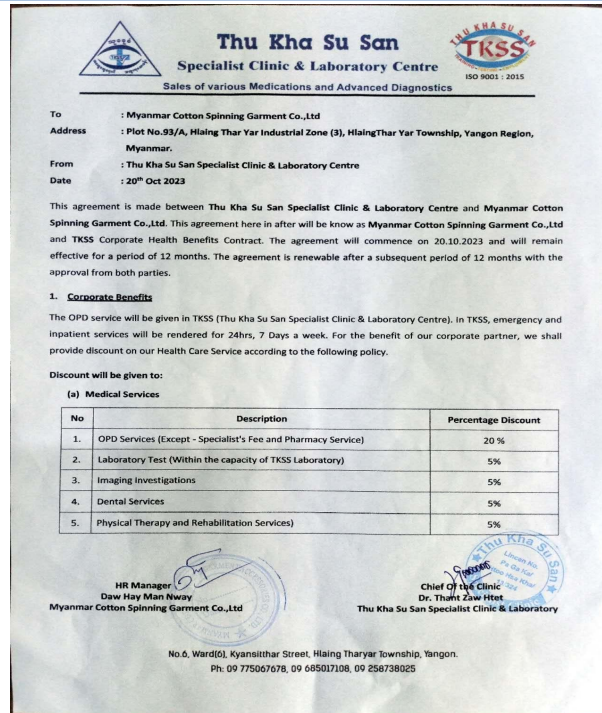 Thu Kha Su San
Specialist Clinic & Laboratory Centre
Sales of various Medications and Advanced Diagnostics
THU KHA SU SAN
TKSS
ISO 9001 : 2015
To : Myanmar Cotton Spinning Garment Co.,Ltd
Address : Plot No.93/A, Hlaing Thar Yar Industrial Zone (3), HlaingThar Yar Township, Yangon Region,
Myanmar.
From : Thu Kha Su San Specialist Clinic & Laboratory Centre
Date : 20th Oct 2023
This agreement is made between Thu Kha Su San Specialist Clinic & Laboratory Centre and Myanmar Cotton
Spinning Garment Co.,Ltd. This agreement here in after will be know as Myanmar Cotton Spinning Garment Co.,Ltd
and TKSS Corporate Health Benefits Contract. The agreement will commence on 20.10.2023 and will remain
effective for a period of 12 months. The agreement is renewable after a subsequent period of 12 months with the
approval from both parties.
1. Corporate Benefits
The OPD service will be given in TKSS (Thu Kha Su San Specialist Clinic & Laboratory Centre). In TKSS, emergency and
inpatient services will be rendered for 24hrs, 7 Days a week. For the benefit of our corporate partner, we shall
provide discount on our Health Care Service according to the following policy.
Discount will be given to:
(a) Medical Services
No Description Percentage Discount
1. OPD Services (Except - Specialist's Fee and Pharmacy Service) 20 %
2. Laboratory Test (Within the capacity of TKSS Laboratory) 5%
3. Imaging Investigations 5%
4. Dental Services 5%
5. Physical Therapy and Rehabilitation Services) 5%
HR Manager
Daw Hay Man Nway
Myanmar Cotton Spinning Garment Co.,Ltd
Thu Kha Su San
Chief Of the Clinic
Dr. Thant Zaw Htet
Thu Kha Su San Specialist Clinic & Laboratory
No.6, Ward(6), Kyansitthar Street, Hlaing Tharyar Township, Yangon.
Ph: 09 775067678, 09 685017108, 09 258738025